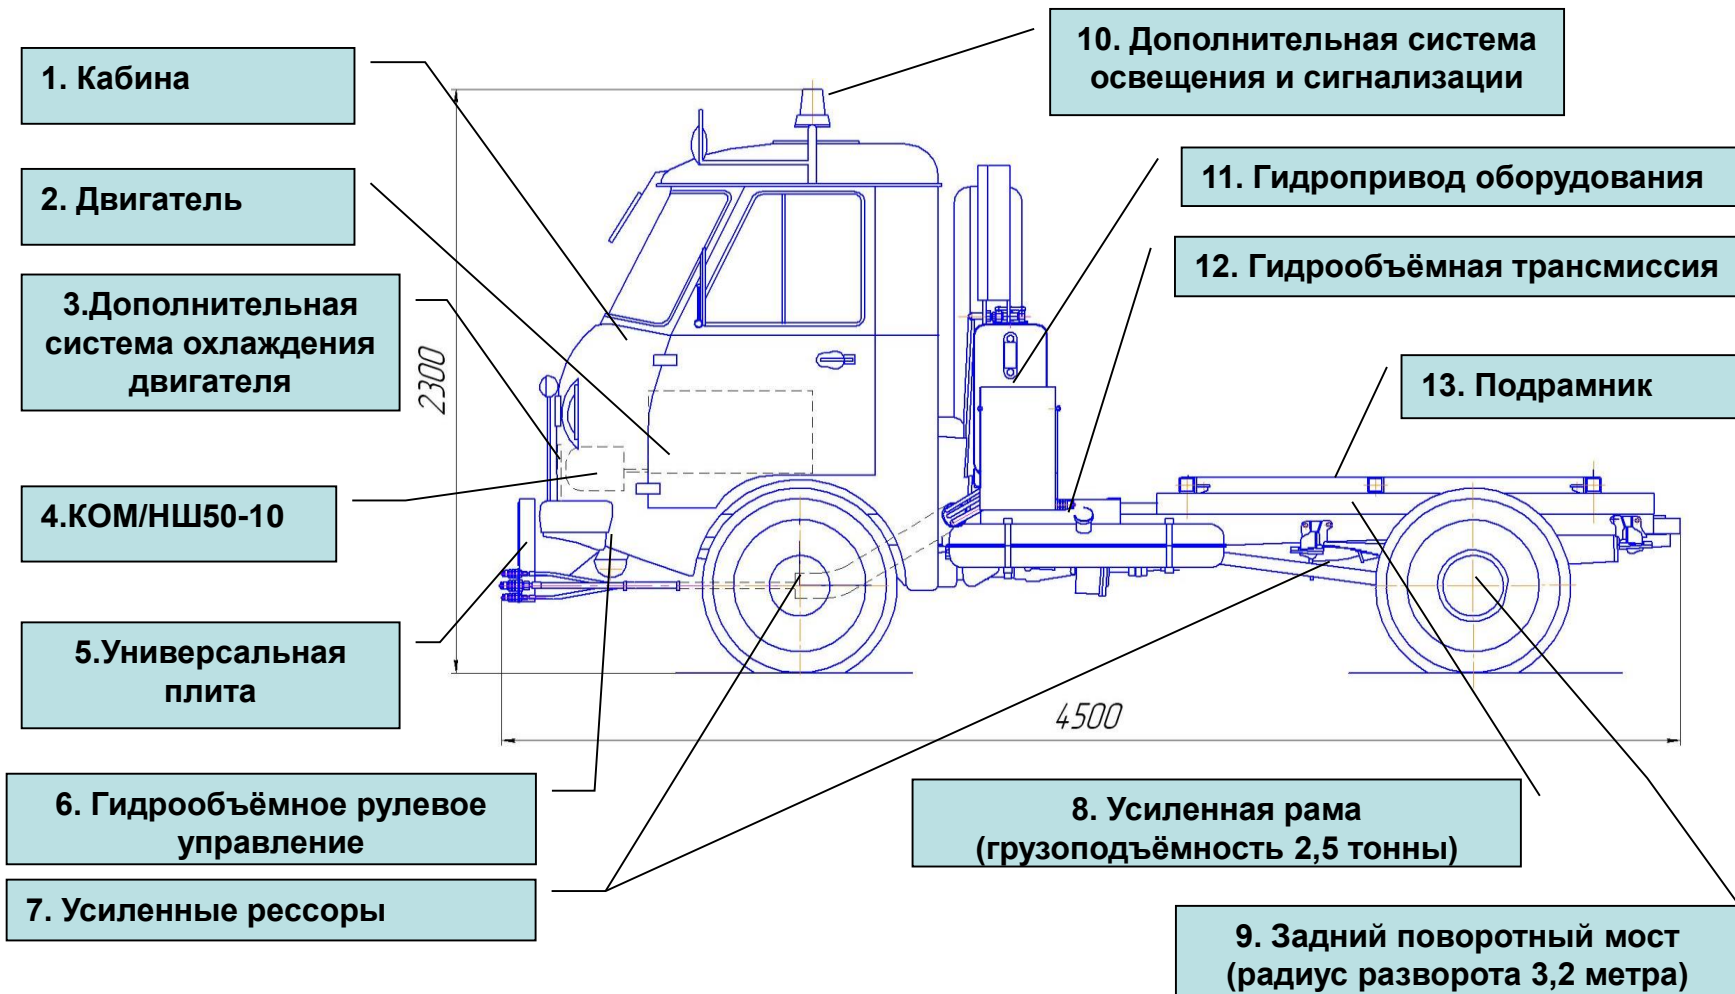 1. Кабина
2. Двигатель
3.Дополнительная
система охлаждения
двигателя
4.КОМ/НШ50-10
5.Универсальная
плита
6. Гидрообъёмное рулевое
управление
7. Усиленные рессоры
8. Усиленная рама
(грузоподъёмность 2,5 тонны)
9. Задний поворотный мост
(радиус разворота 3,2 метра)
10. Дополнительная система
освещения и сигнализации
11. Гидропривод оборудования
12. Гидрообъёмная трансмиссия
13. Подрамник
2300
4500